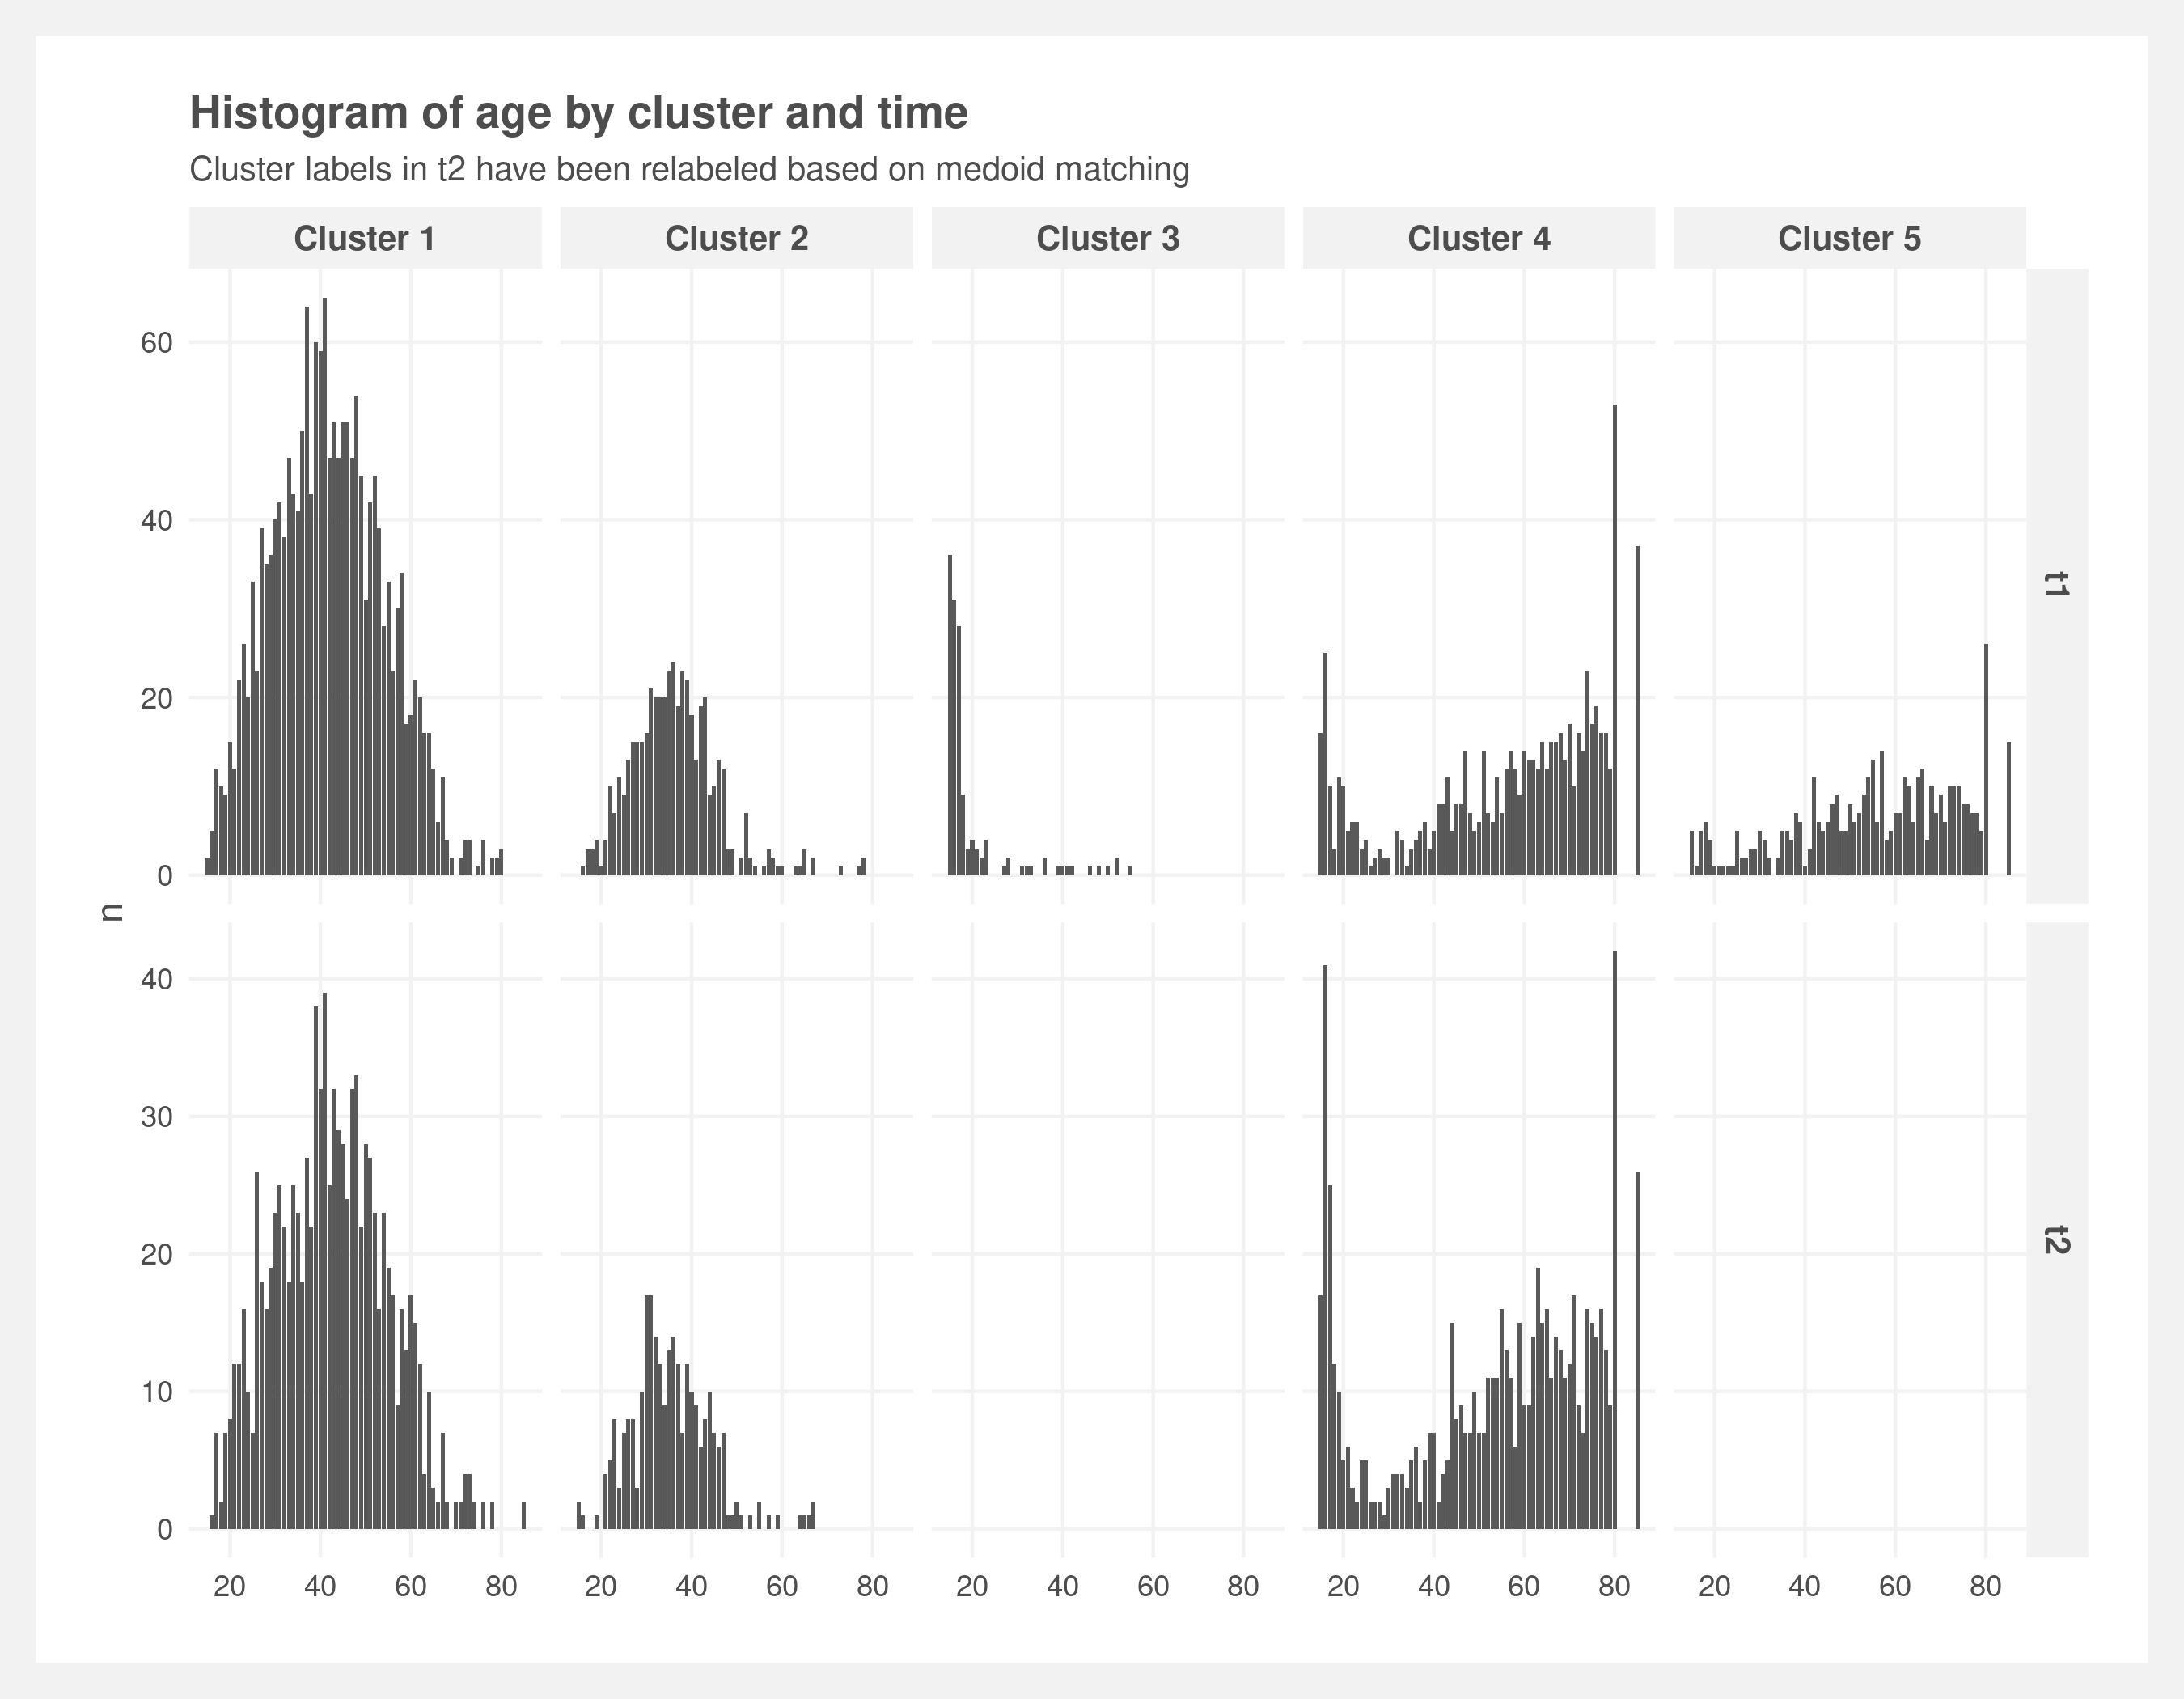 Histogram of age by cluster and time
Cluster labels in t2 have been relabeled based on medoid matching
Cluster 1 Cluster 2 Cluster 3 Cluster 4 Cluster 5
60
40
20
0
t1
n
40
30
20
10
0
t2
20 40 60 80 20 40 60 80 20 40 60 80 20 40 60 80 20 40 60 80